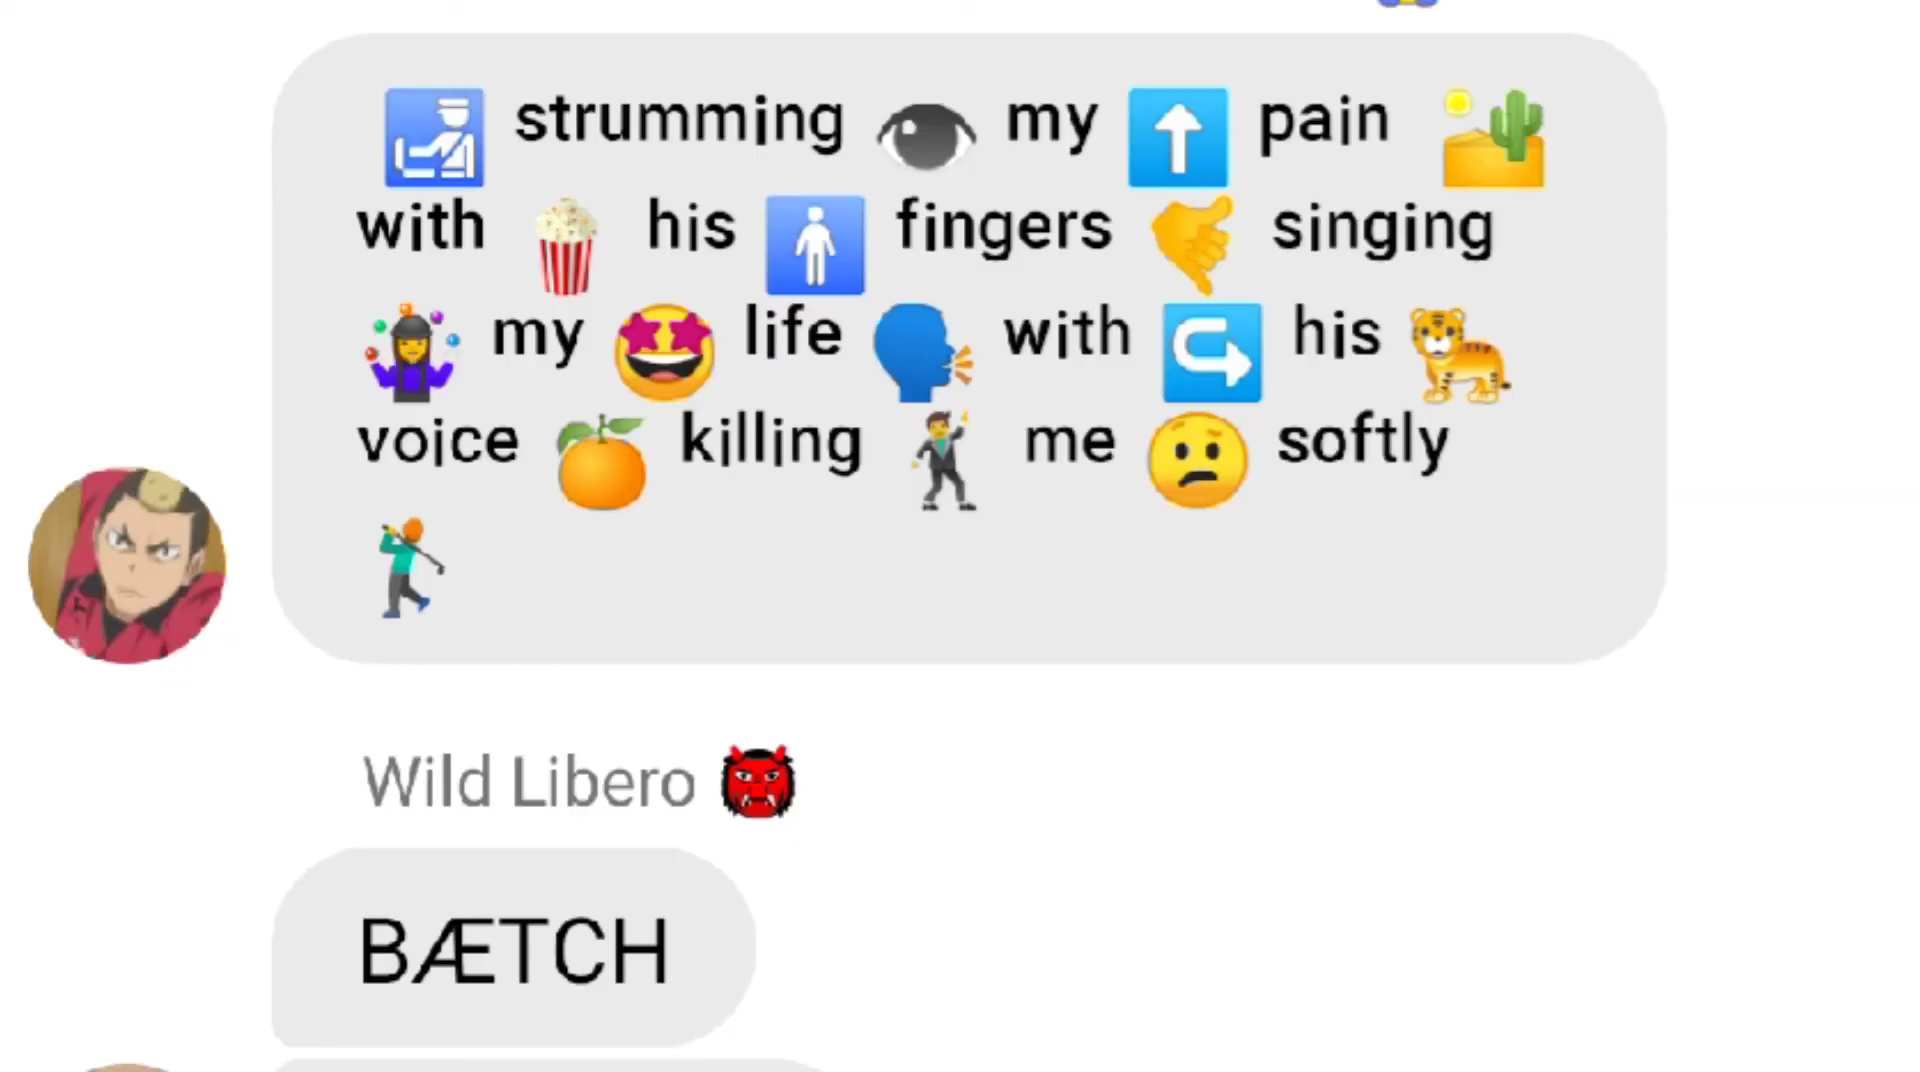 🛃 strumming 👁 my ⬆️ pain 🏜
with 🍿 his 🚹 fingers 🤙 singing
🤹‍♀️ my 🤩 life 🗣 with ↪️ his 🐅
voice 🍊 killing 🕺 me 😕 softly
🏌️
Wild Libero 👹
BÆTCH